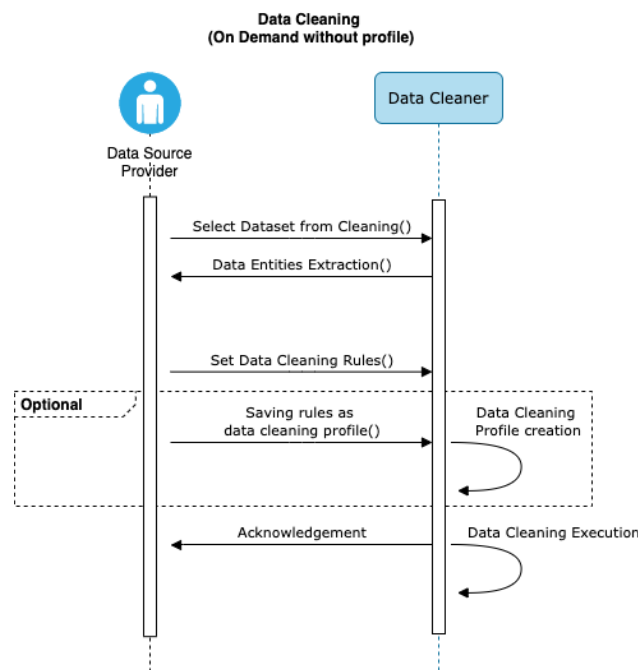 Data Cleaning
(On Demand without profile)
Data Cleaner
Data Source
Provider
Select Dataset from Cleaning()
Data Entities Extraction()
Set Data Cleaning Rules()
Optional
Saving rules as
data cleaning profile()
Data Cleaning
Profile creation
Acknowledgement
Data Cleaning Execution